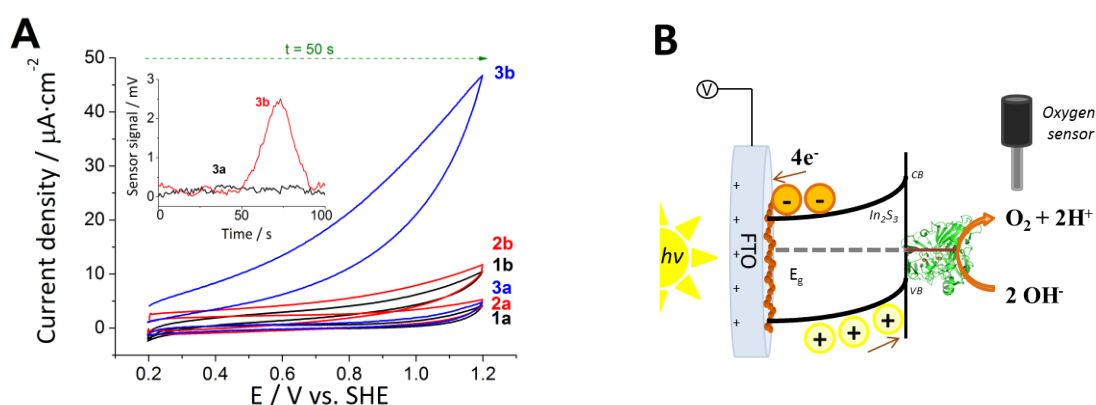 A
t = 50 s
Current density / μA·cm⁻²
50
40
30
20
10
0
0.2
0.4
0.6
0.8
1.0
1.2
E / V vs. SHE
3b
2b
1b
3a
2a
1a
Sensor signal / mV
3
2
1
0
3b
3a
0
50
100
Time / s
B
V
Oxygen
sensor
4e⁻
CB
- -
In₂S₃
O₂ + 2H⁺
hν
FTO
+
+
+
+
+
+
E_g
VB
2 OH⁻
+ + +